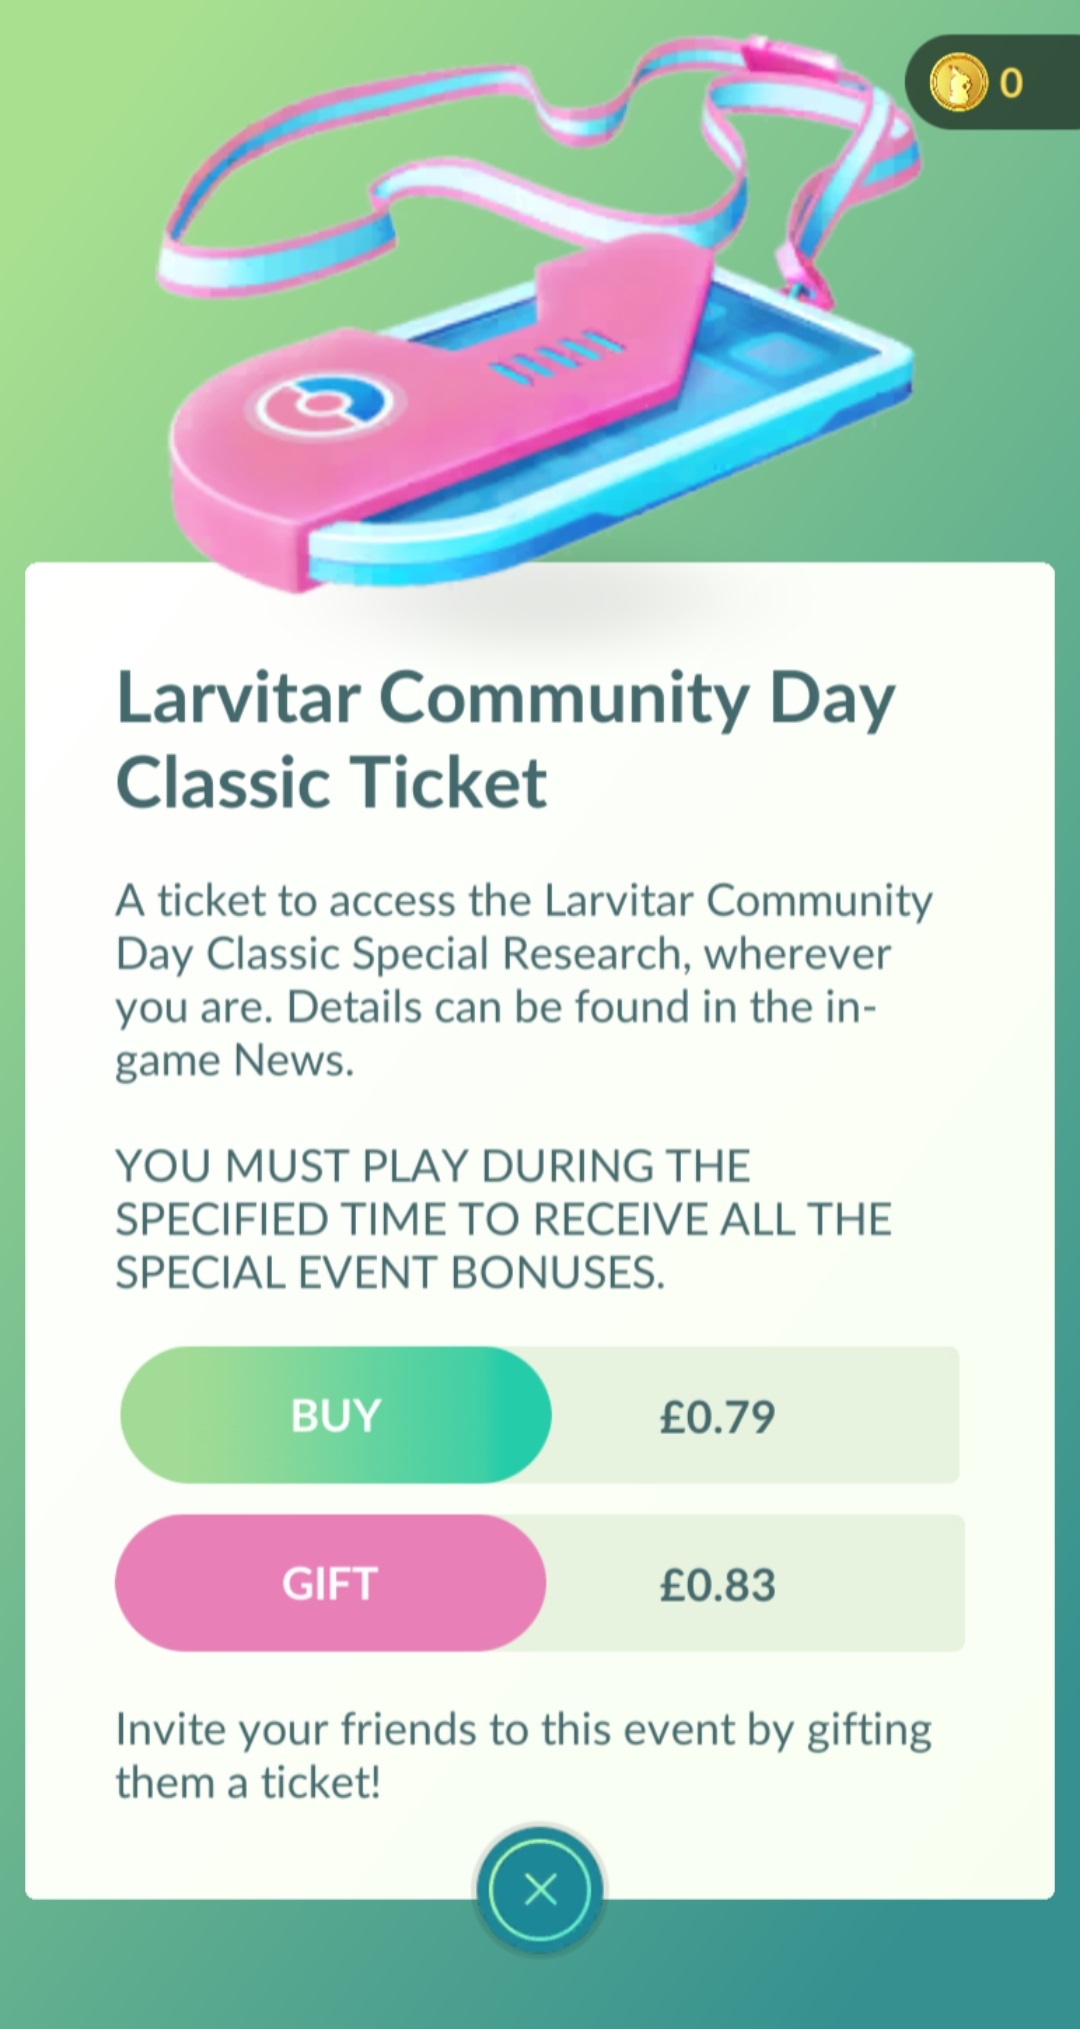 0
Larvitar Community Day
Classic Ticket
A ticket to access the Larvitar Community
Day Classic Special Research, wherever
you are. Details can be found in the in-
game News.
YOU MUST PLAY DURING THE
SPECIFIED TIME TO RECEIVE ALL THE
SPECIAL EVENT BONUSES.
BUY £0.79
GIFT £0.83
Invite your friends to this event by gifting
them a ticket!